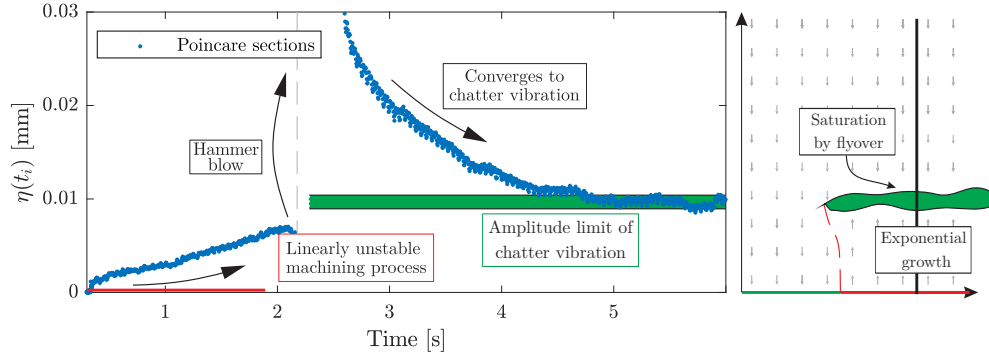 0.03
0.02
0.01
0
η(t_i) [mm]
Poincare sections
Hammer
blow
Converges to
chatter vibration
Linearly unstable
machining process
Amplitude limit of
chatter vibration
1
2
3
4
5
Time [s]
Saturation
by flyover
Exponential
growth